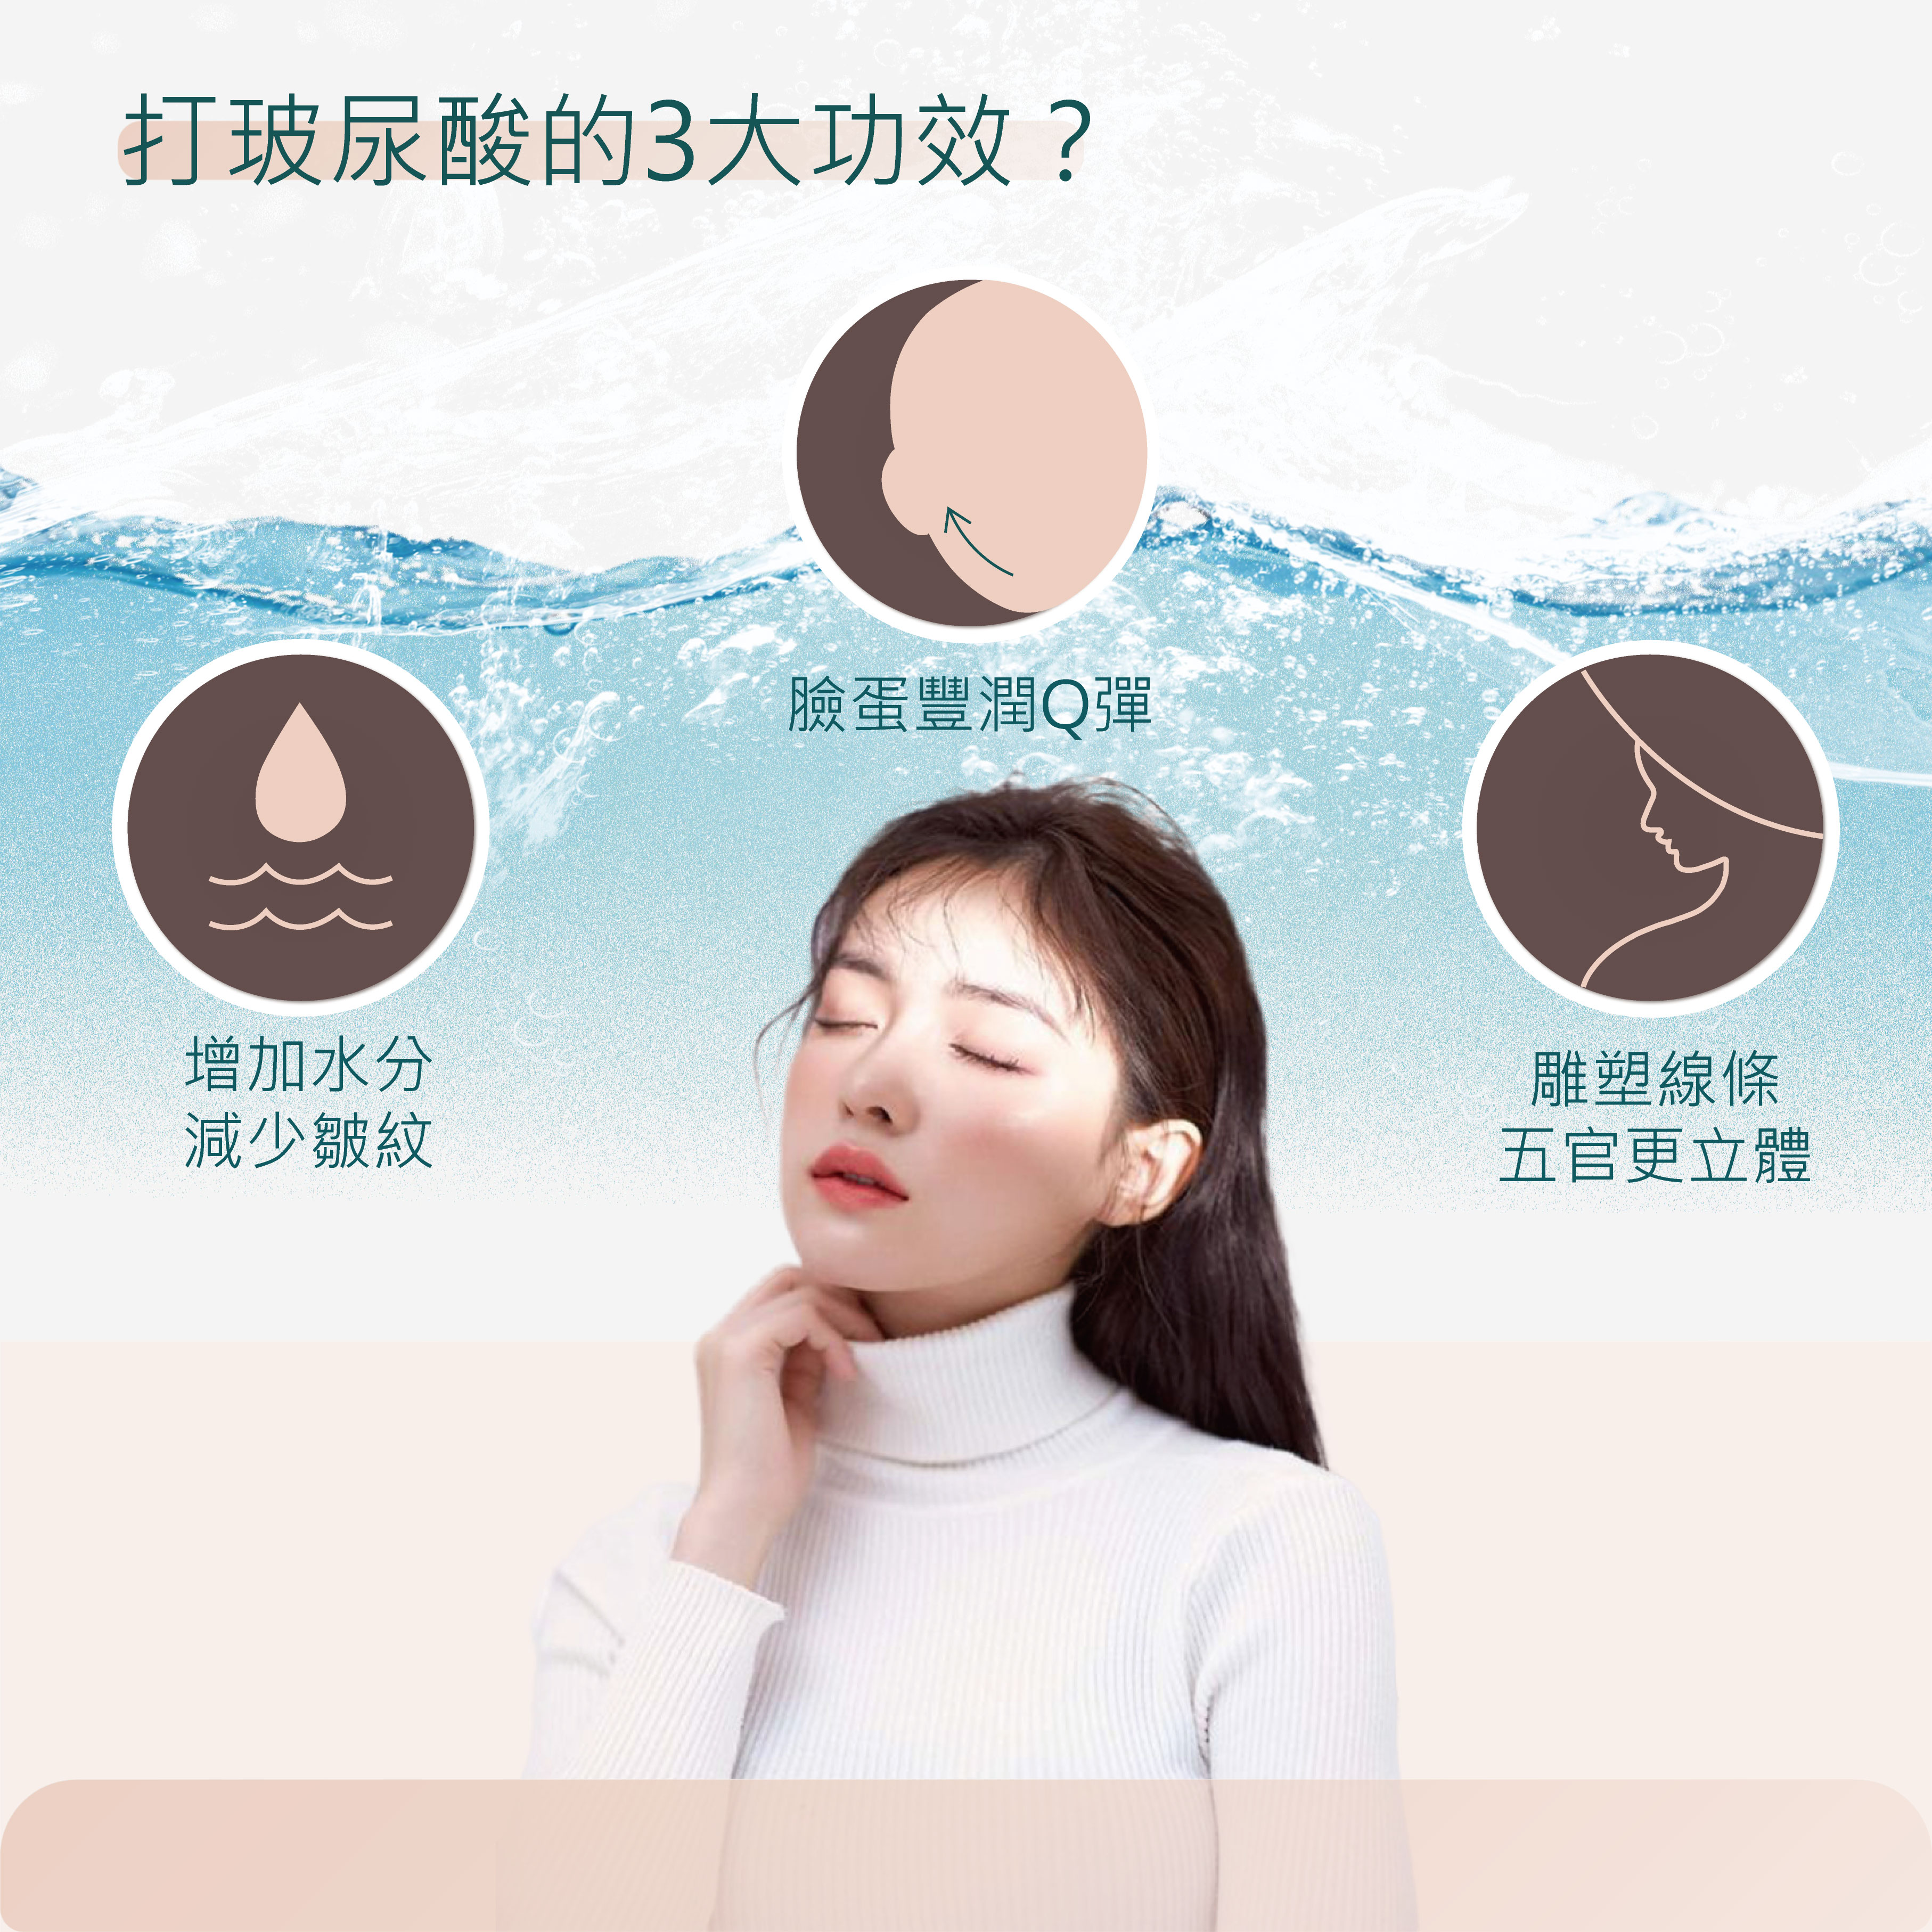 打玻尿酸的3大功效？
臉蛋豐潤Q彈
增加水分
減少皺紋
雕塑線條
五官更立體